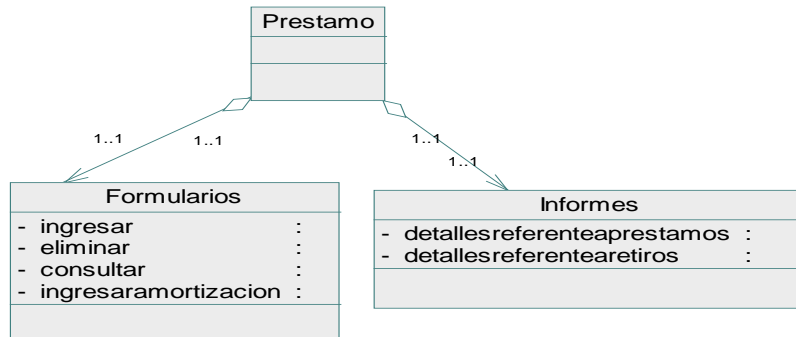 Prestamo
1..1
1..1
1..1
1..1
Formularios
- ingresar :
- eliminar :
- consultar :
- ingresaramortizacion :
Informes
- detallesreferenteaprestamos :
- detallesreferentearetiros :